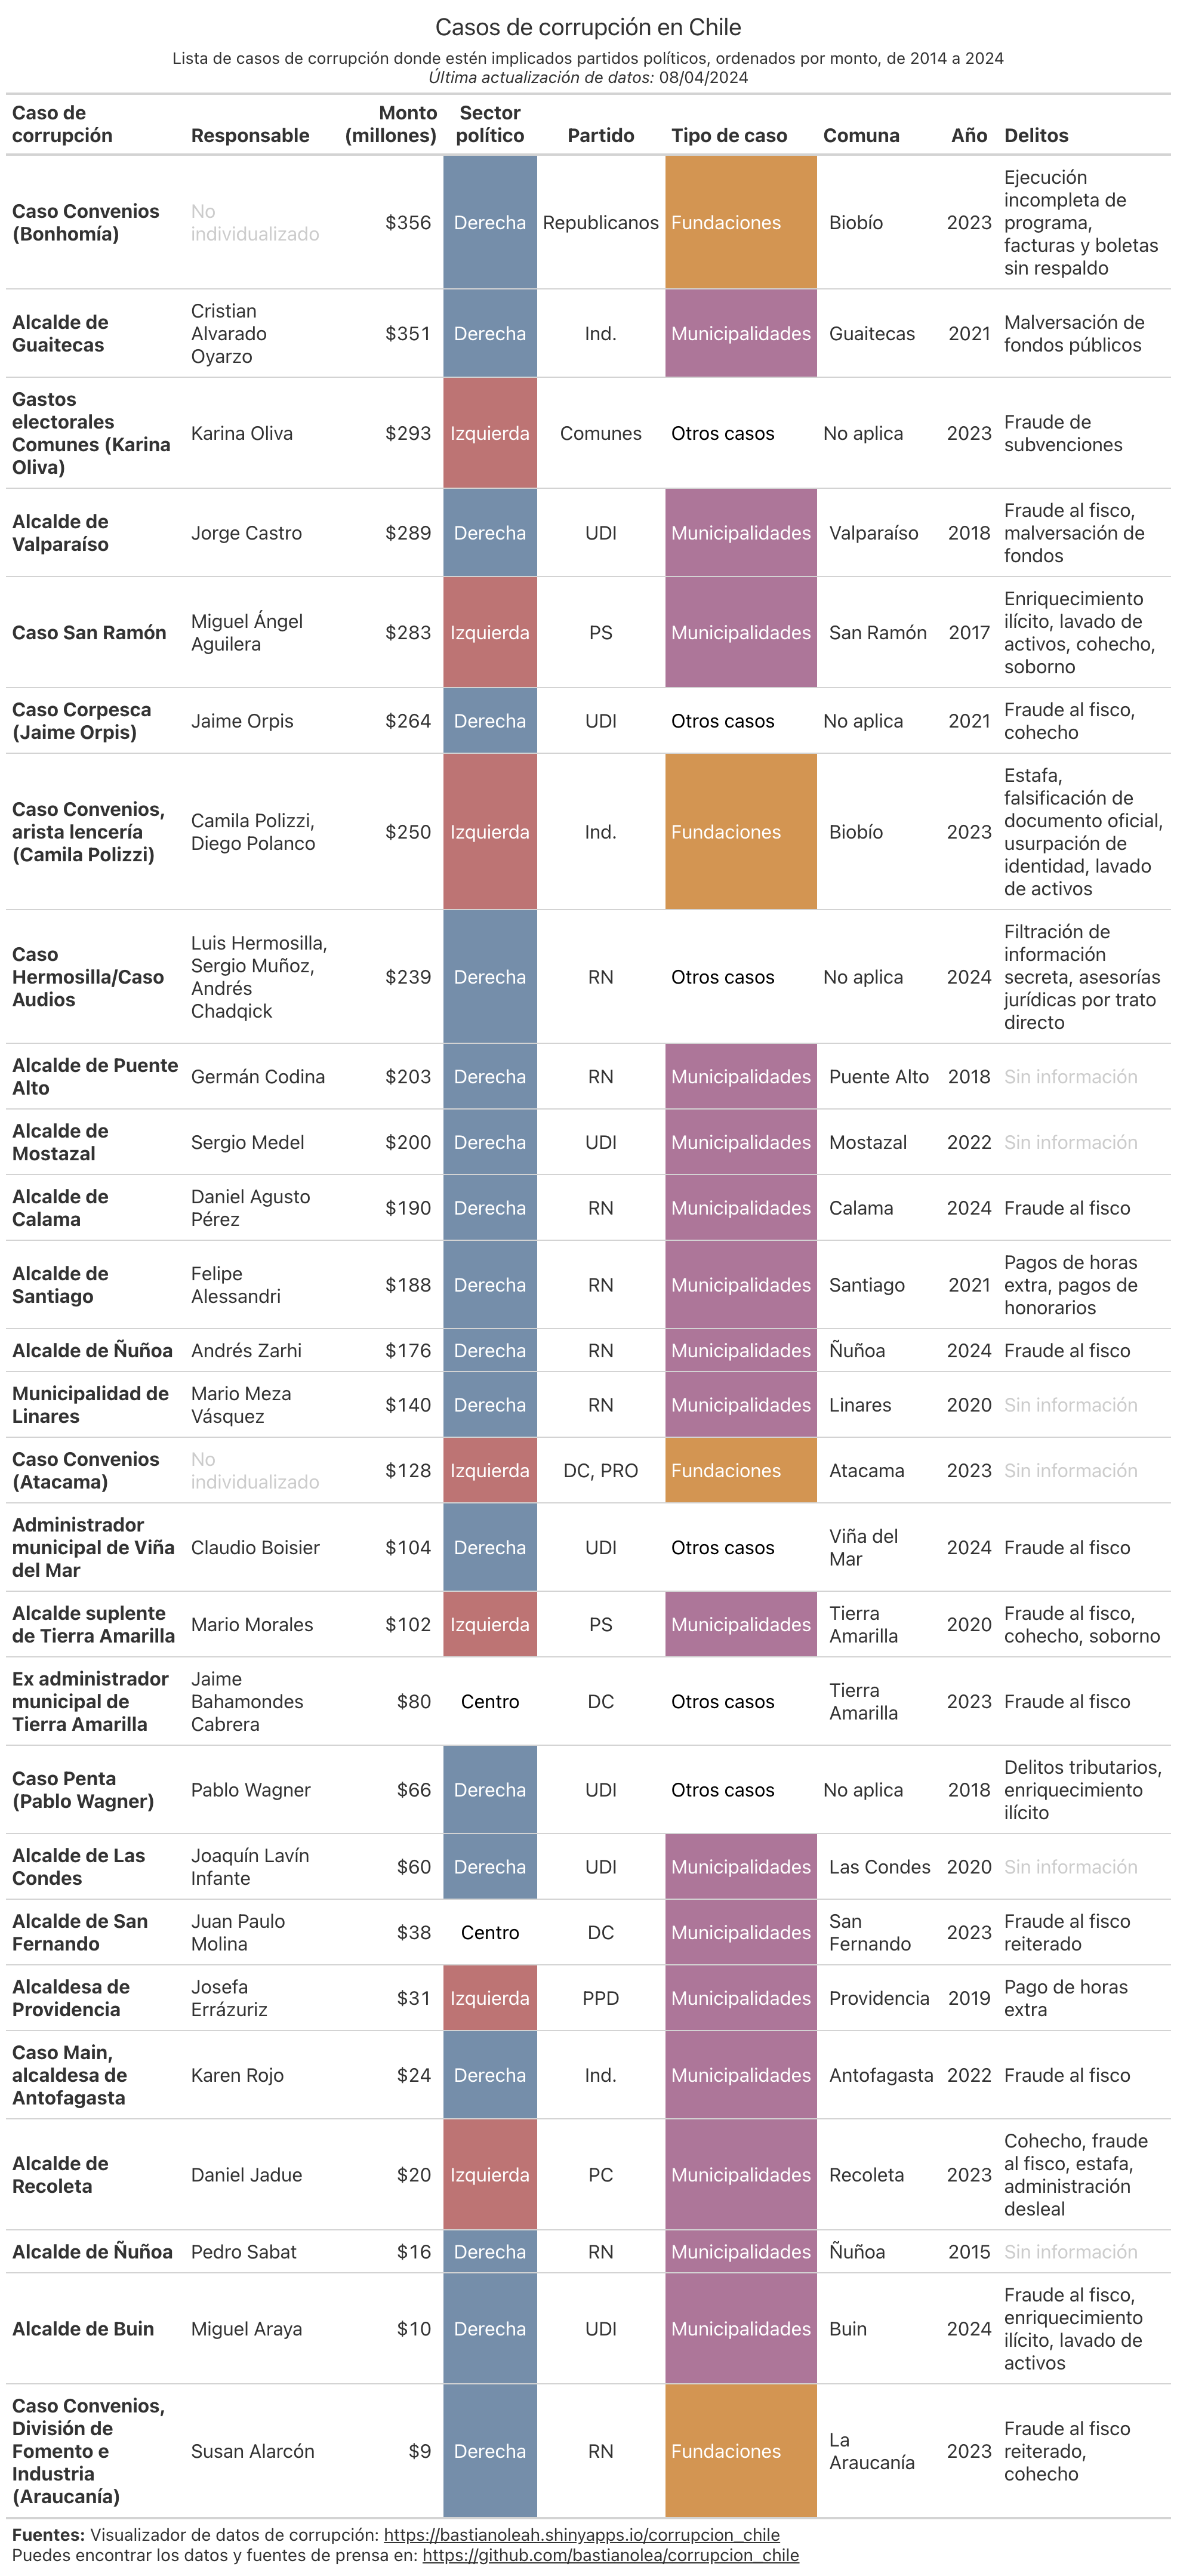 Casos de corrupción en Chile
Lista de casos de corrupción donde estén implicados partidos políticos, ordenados por monto, de 2014 a 2024
Última actualización de datos: 08/04/2024
Caso de corrupción Responsable Monto (millones) Sector político Partido Tipo de caso Comuna Año Delitos
Caso Convenios (Bonhomía) No individualizado $356 Derecha Republicanos Fundaciones Biobío 2023 Ejecución incompleta de programa, facturas y boletas sin respaldo
Alcalde de Guaitecas Cristian Alvarado Oyarzo $351 Derecha Ind. Municipalidades Guaitecas 2021 Malversación de fondos públicos
Gastos electorales Comunes (Karina Oliva) Karina Oliva $293 Izquierda Comunes Otros casos No aplica 2023 Fraude de subvenciones
Alcalde de Valparaíso Jorge Castro $289 Derecha UDI Municipalidades Valparaíso 2018 Fraude al fisco, malversación de fondos
Caso San Ramón Miguel Ángel Aguilera $283 Izquierda PS Municipalidades San Ramón 2017 Enriquecimiento ilícito, lavado de activos, cohecho, soborno
Caso Corpesca (Jaime Orpis) Jaime Orpis $264 Derecha UDI Otros casos No aplica 2021 Fraude al fisco, cohecho
Caso Convenios, arista lencería (Camila Polizzi) Camila Polizzi, Diego Polanco $250 Izquierda Ind. Fundaciones Biobío 2023 Estafa, falsificación de documento oficial, usurpación de identidad, lavado de activos
Caso Hermosilla/Caso Audios Luis Hermosilla, Sergio Muñoz, Andrés Chadqick $239 Derecha RN Otros casos No aplica 2024 Filtración de información secreta, asesorías jurídicas por trato directo
Alcalde de Puente Alto Germán Codina $203 Derecha RN Municipalidades Puente Alto 2018 Sin información
Alcalde de Mostazal Sergio Medel $200 Derecha UDI Municipalidades Mostazal 2022 Sin información
Alcalde de Calama Daniel Agusto Pérez $190 Derecha RN Municipalidades Calama 2024 Fraude al fisco
Alcalde de Santiago Felipe Alessandri $188 Derecha RN Municipalidades Santiago 2021 Pagos de horas extra, pagos de honorarios
Alcalde de Ñuñoa Andrés Zarhi $176 Derecha RN Municipalidades Ñuñoa 2024 Fraude al fisco
Municipalidad de Linares Mario Meza Vásquez $140 Derecha RN Municipalidades Linares 2020 Sin información
Caso Convenios (Atacama) No individualizado $128 Izquierda DC, PRO Fundaciones Atacama 2023 Sin información
Administrador municipal de Viña del Mar Claudio Boisier $104 Derecha UDI Otros casos Viña del Mar 2024 Fraude al fisco
Alcalde suplente de Tierra Amarilla Mario Morales $102 Izquierda PS Municipalidades Tierra Amarilla 2020 Fraude al fisco, cohecho, soborno
Ex administrador municipal de Tierra Amarilla Jaime Bahamondes Cabrera $80 Centro DC Otros casos Tierra Amarilla 2023 Fraude al fisco
Caso Penta (Pablo Wagner) Pablo Wagner $66 Derecha UDI Otros casos No aplica 2018 Delitos tributarios, enriquecimiento ilícito
Alcalde de Las Condes Joaquín Lavín Infante $60 Derecha UDI Municipalidades Las Condes 2020 Sin información
Alcalde de San Fernando Juan Paulo Molina $38 Centro DC Municipalidades San Fernando 2023 Fraude al fisco reiterado
Alcaldesa de Providencia Josefa Errázuriz $31 Izquierda PPD Municipalidades Providencia 2019 Pago de horas extra
Caso Main, alcaldesa de Antofagasta Karen Rojo $24 Derecha Ind. Municipalidades Antofagasta 2022 Fraude al fisco
Alcalde de Recoleta Daniel Jadue $20 Izquierda PC Municipalidades Recoleta 2023 Cohecho, fraude al fisco, estafa, administración desleal
Alcalde de Ñuñoa Pedro Sabat $16 Derecha RN Municipalidades Ñuñoa 2015 Sin información
Alcalde de Buin Miguel Araya $10 Derecha UDI Municipalidades Buin 2024 Fraude al fisco, enriquecimiento ilícito, lavado de activos
Caso Convenios, División de Fomento e Industria (Araucanía) Susan Alarcón $9 Derecha RN Fundaciones La Araucanía 2023 Fraude al fisco reiterado, cohecho
Fuentes: Visualizador de datos de corrupción: https://bastianoleah.shinyapps.io/corrupcion_chile
Puedes encontrar los datos y fuentes de prensa en: https://github.com/bastianolea/corrupcion_chile